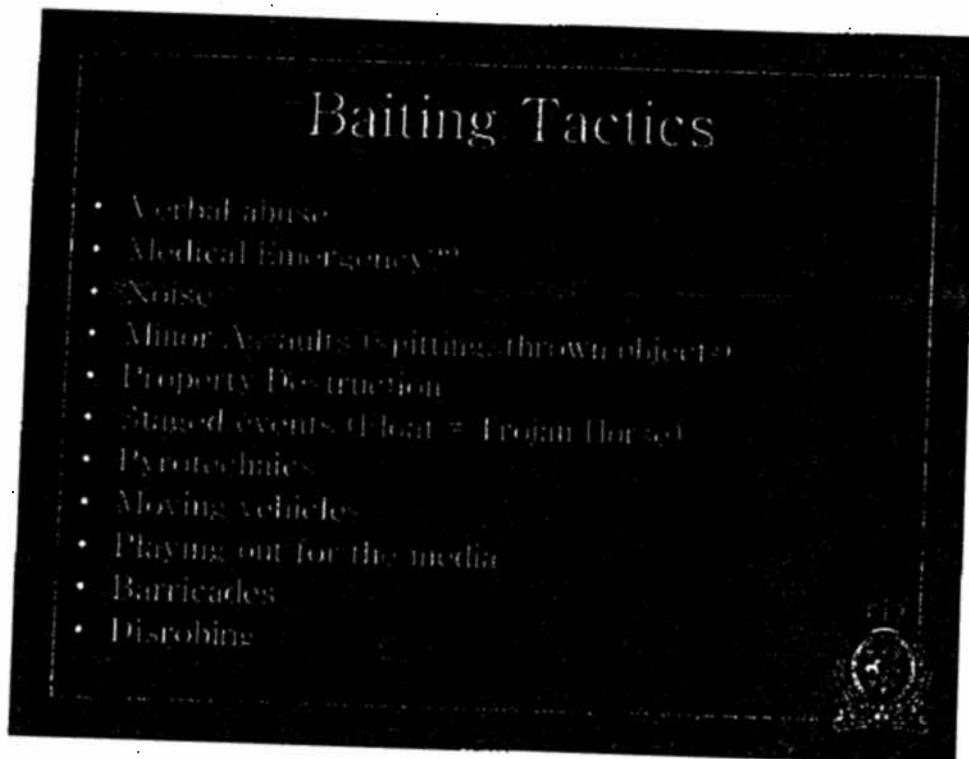 Baiting Tactics
• Verbal abuse
• Medical Emergency??
• Noise
• Minor Assaults (spitting, thrown objects)
• Property Destruction
• Staged events (Float = Trojan Horse)
• Pyrotechnics
• Moving vehicles
• Playing out for the media
• Barricades
• Disrobing